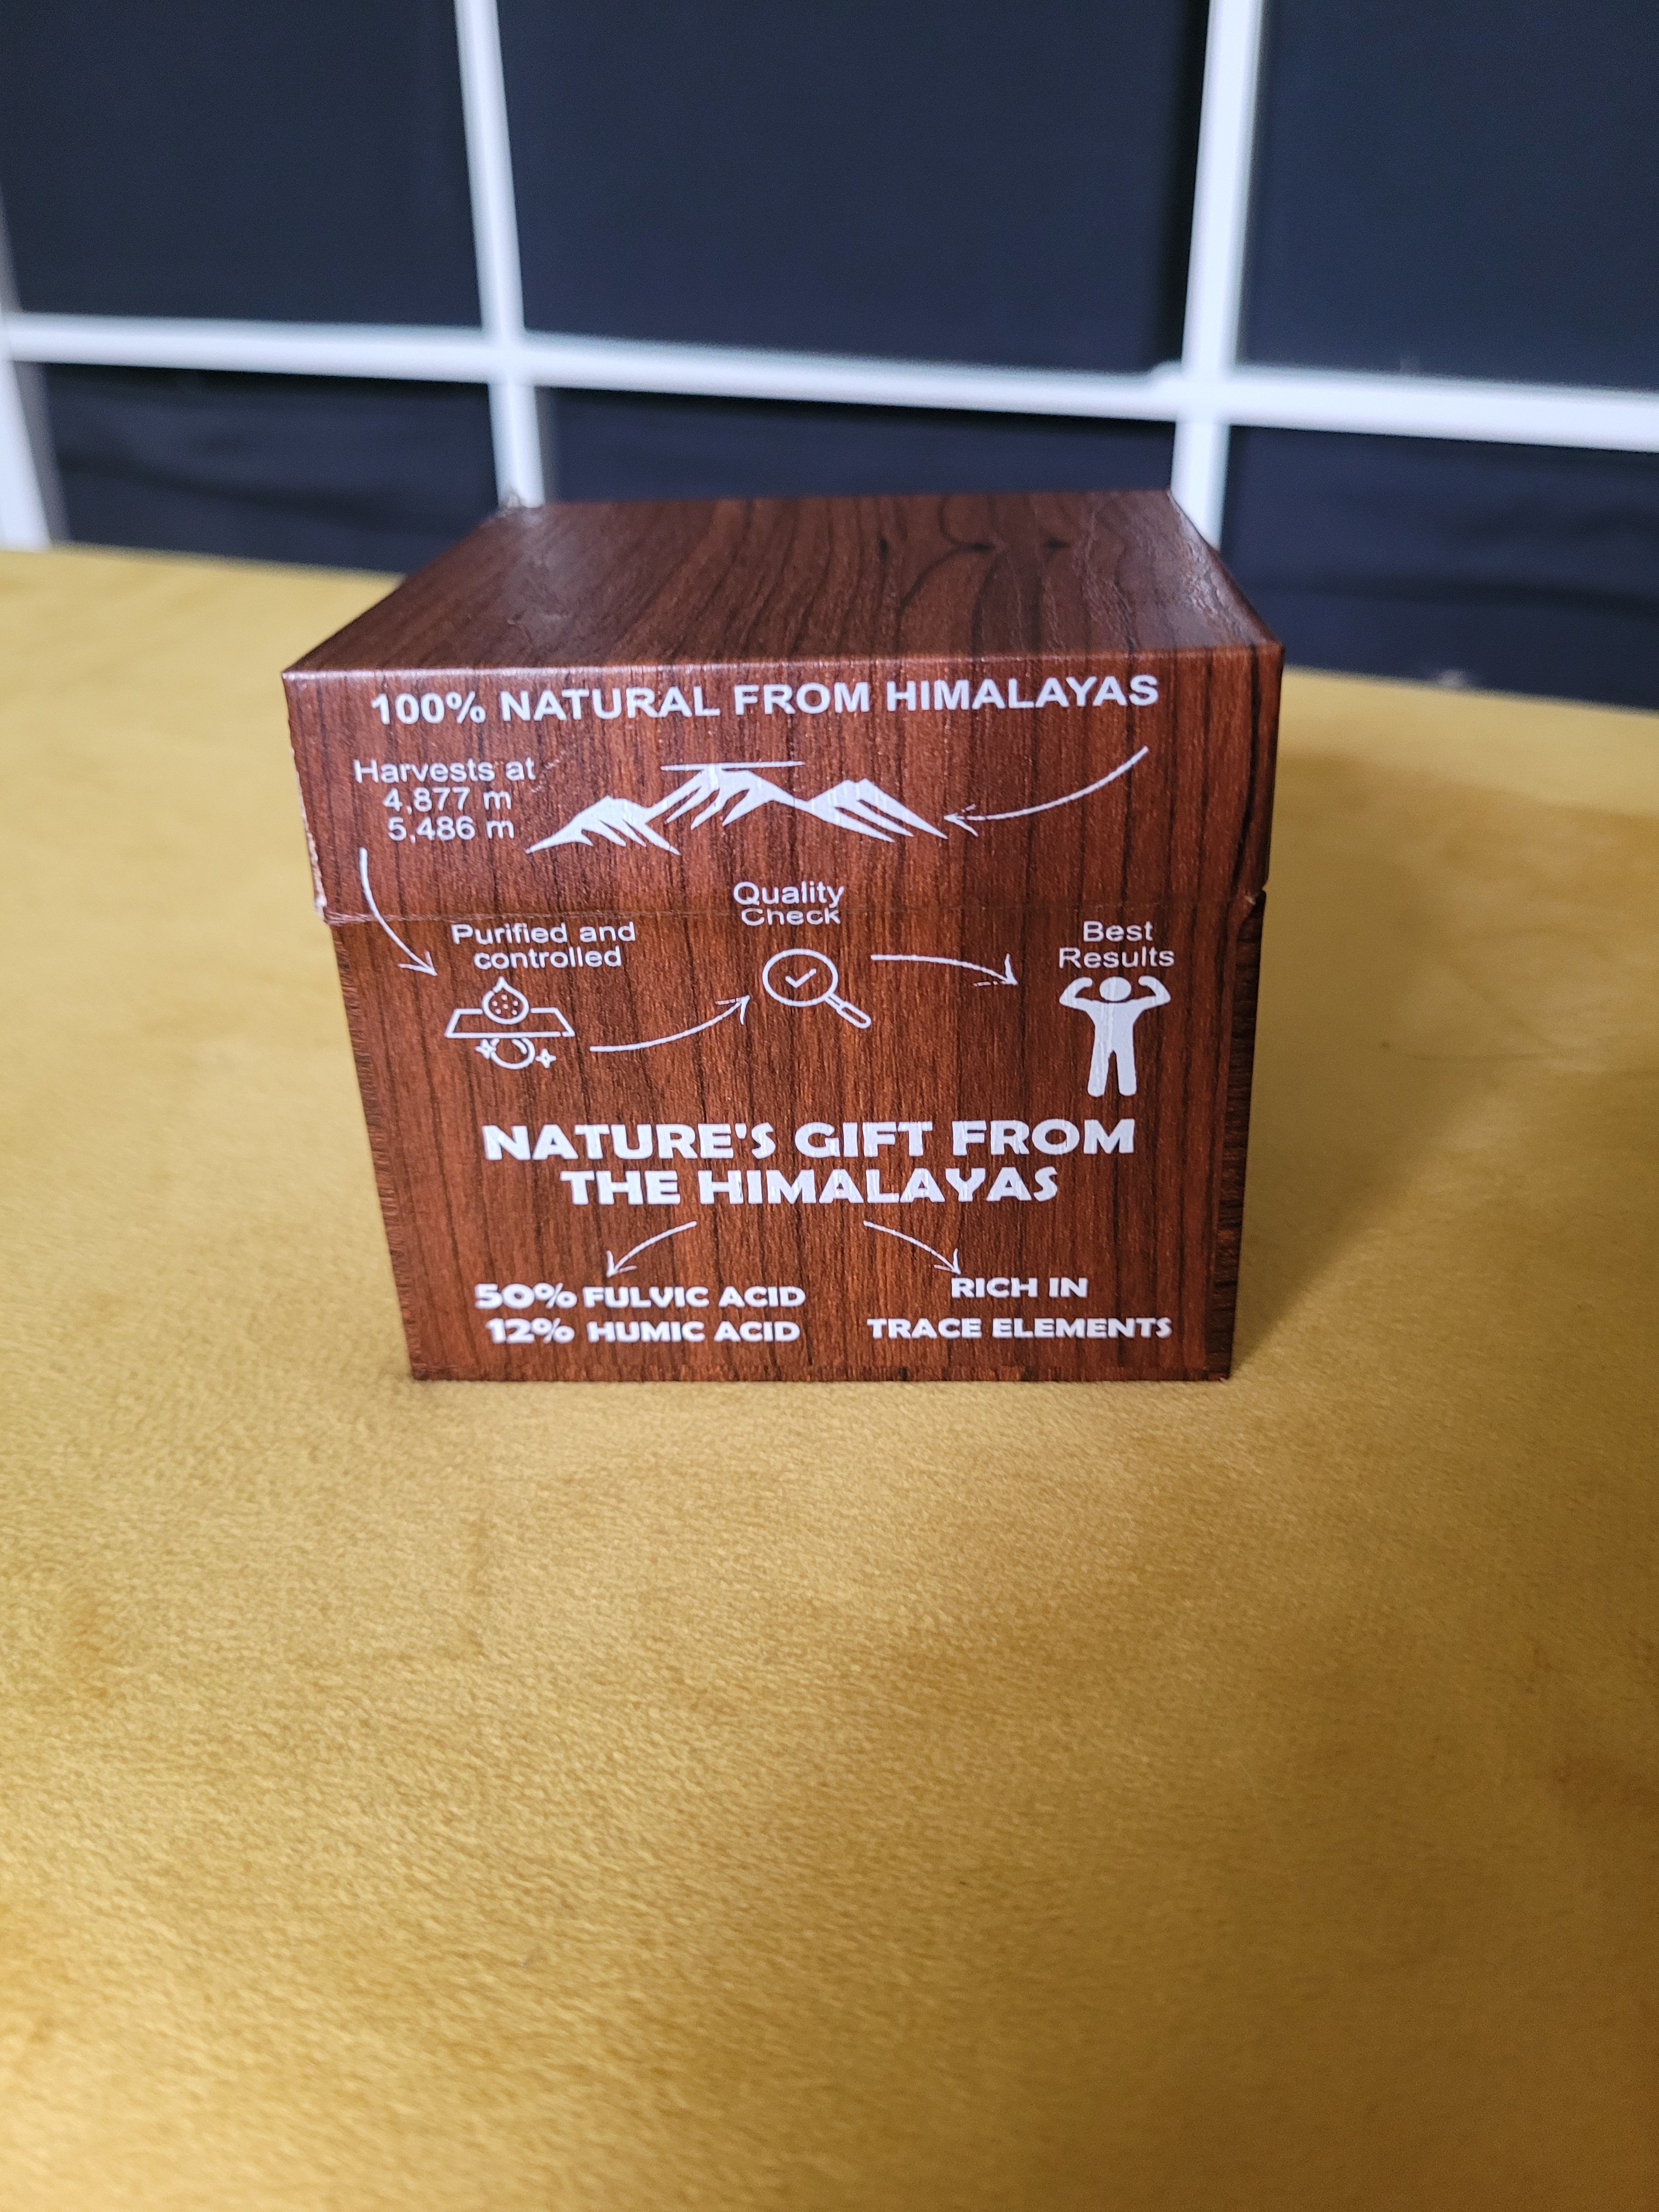 100% NATURAL FROM HIMALAYAS
Harvests at
4,877 m
5,486 m
Quality
Check
Purified and
controlled
Best
Results
NATURE'S GIFT FROM
THE HIMALAYAS
50% FULVIC ACID
12% HUMIC ACID
RICH IN
TRACE ELEMENTS